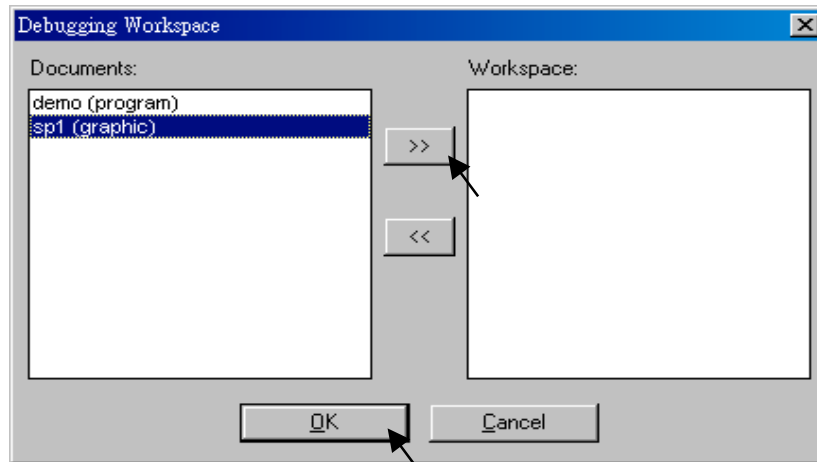 Debugging Workspace
Documents:
Workspace:
demo (program)
sp1 (graphic)
>>
<<
OK
Cancel